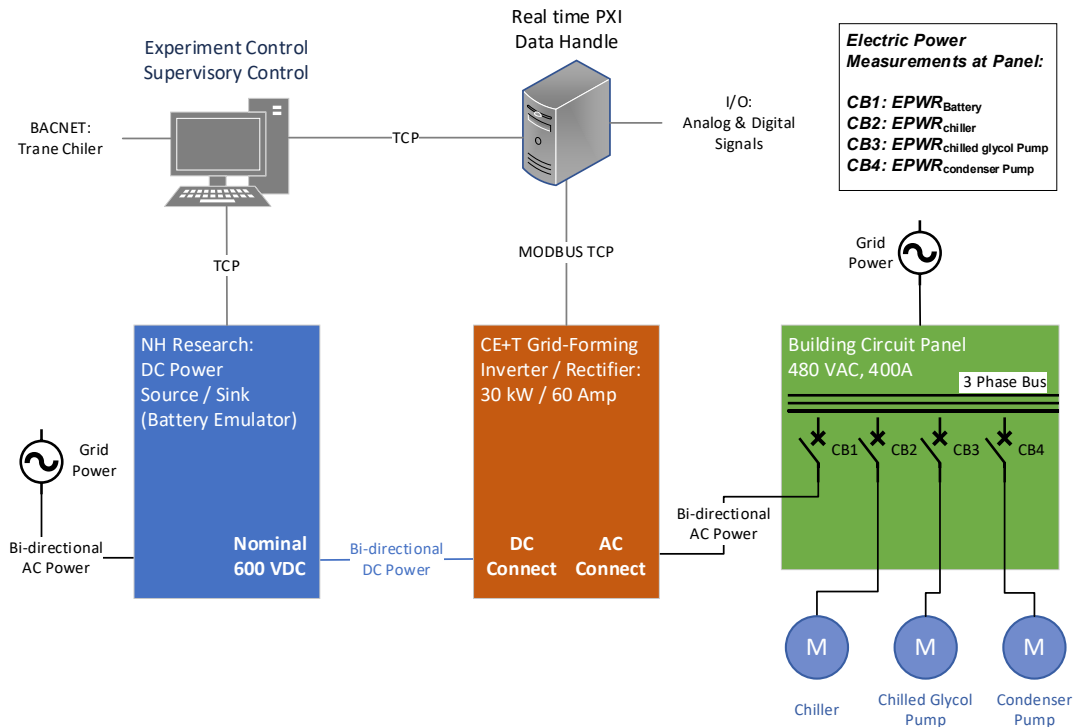 Experiment Control
Supervisory Control
Real time PXI
Data Handle
Electric Power
Measurements at Panel:
CB1: EPWRBattery
CB2: EPWRchiller
CB3: EPWRchilled glycol Pump
CB4: EPWRcondenser Pump
BACNET:
Trane Chiler
TCP
I/O:
Analog & Digital
Signals
TCP
MODBUS TCP
Grid
Power
NH Research:
DC Power
Source / Sink
(Battery Emulator)
CE+T Grid-Forming
Inverter / Rectifier:
30 kW / 60 Amp
Building Circuit Panel
480 VAC, 400A
3 Phase Bus
CB1
CB2
CB3
CB4
Grid
Power
Bi-directional
AC Power
Nominal
600 VDC
Bi-directional
DC Power
DC
Connect
AC
Connect
Bi-directional
AC Power
M
M
M
Chiller
Chilled Glycol
Pump
Condenser
Pump